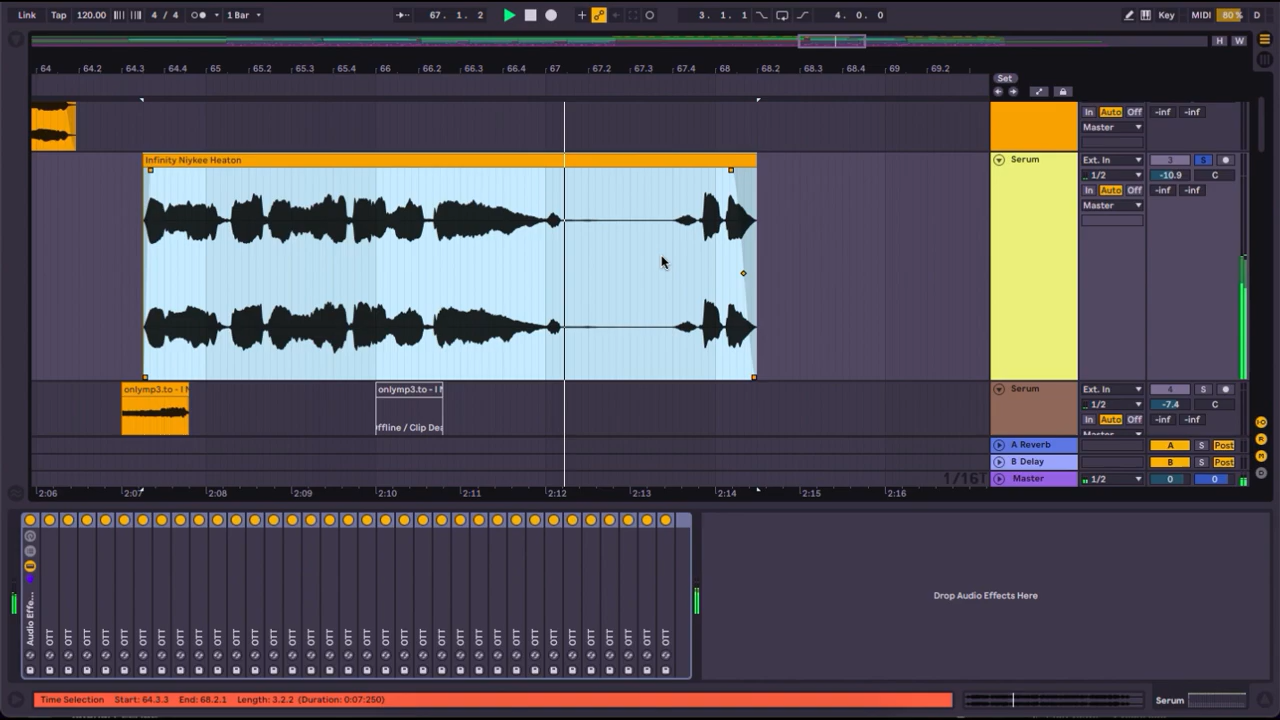 Link Tap 120.00 4 / 4 1 Bar 67. 1. 2 3. 1. 1 4. 0. 0 Key MIDI 80 % D
H W
64 64.2 64.3 64.4 65 65.2 65.3 65.4 66 66.2 66.3 66.4 67 67.2 67.3 67.4 68 68.2 68.3 68.4 69 69.2
Set
In Auto Off -inf -inf
Master
Infinity Niykee Heaton
Serum Ext. In 3 S
1/2 -10.9 C
In Auto Off -inf -inf
Master
onlymp3.to - I N onlymp3.to - I N
Serum Ext. In 4 S
1/2 -7.4 C
ffline / Clip Dea
In Auto Off -inf -inf
A Reverb A S Post
B Delay B S Post
1/16T Master 1/2 0 0
2:06 2:07 2:08 2:09 2:10 2:11 2:12 2:13 2:14 2:15 2:16
Audio Effe... OTT OTT OTT OTT OTT OTT OTT OTT OTT OTT OTT OTT OTT OTT OTT OTT OTT OTT OTT OTT OTT OTT OTT OTT OTT OTT OTT OTT OTT OTT OTT OTT OTT
Drop Audio Effects Here
Time Selection Start: 64.3.3 End: 68.2.1 Length: 3.2.2 (Duration: 0:07:250)
Serum